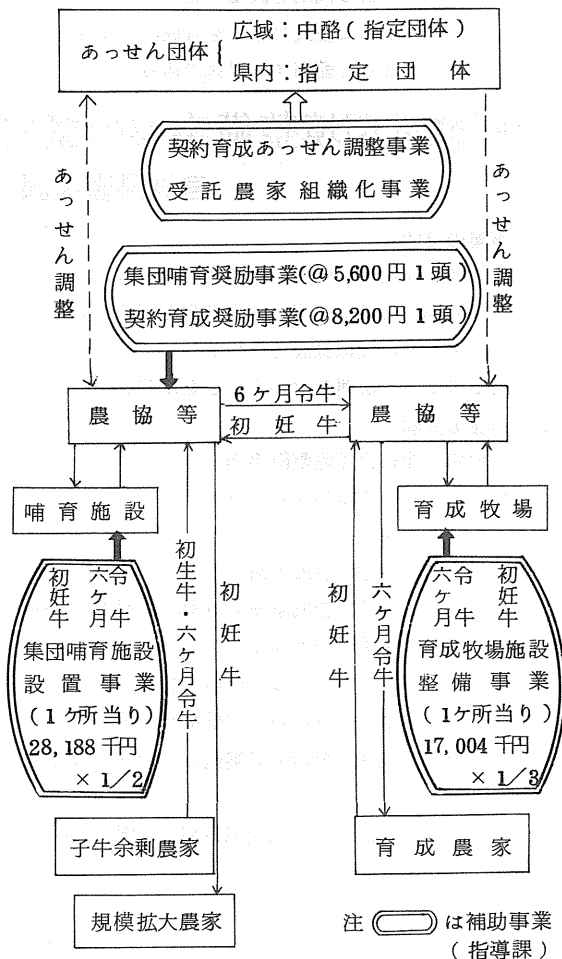 あっせん団体
広域：中酪（指定団体）
県内：指定団体
契約育成あっせん調整事業
受託農家組織化事業
あっせん調整
あっせん調整
集団哺育奨励事業(@5,600円1頭)
契約育成奨励事業(@8,200円1頭)
農協等
6ヶ月令牛
初妊牛
農協等
哺育施設
育成牧場
初妊牛
六ヶ月令牛
集団哺育施設
設置事業
(1ヶ所当り)
28,188千円
×1/2
初生牛・六ヶ月令牛
初妊牛
初妊牛
六ヶ月令牛
六ヶ月令牛
初妊牛
育成牧場施設
整備事業
(1ヶ所当り)
17,004千円
×1/3
子牛余剰農家
育成農家
規模拡大農家
注 は補助事業
(指導課)